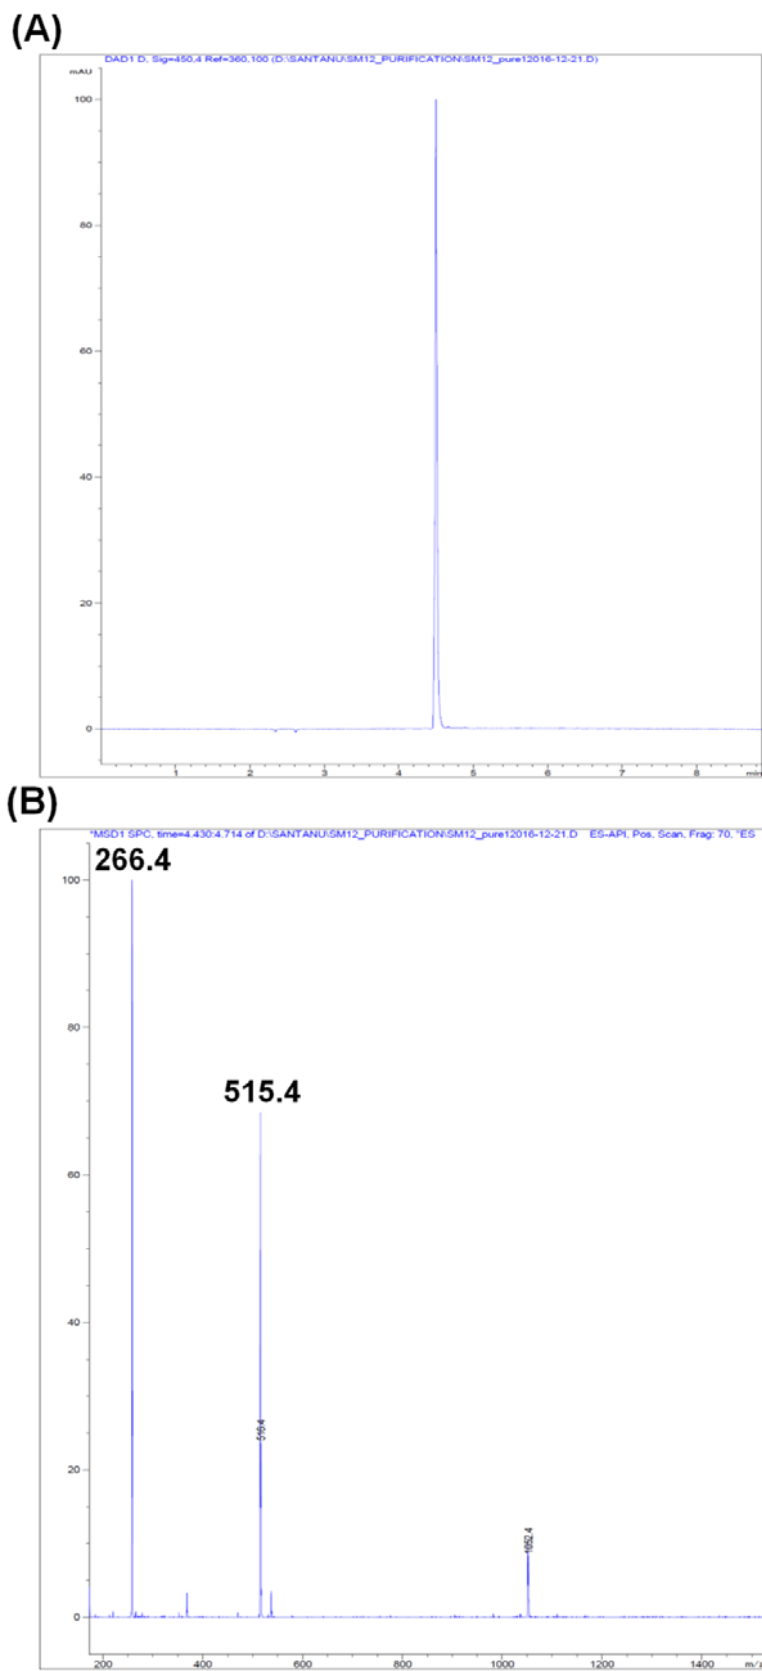 (A)
DAD1 D, Sig=450,4 Ref=360,100 (D:\SANTANU\SM12_PURIFICATION\SM12_pure12016-12-21.D)
mAU
100
80
60
40
20
0
1 2 3 4 5 6 7 8 min
(B)
*MSD1 SPC, time=4.430:4.714 of D:\SANTANU\SM12_PURIFICATION\SM12_pure12016-12-21.D ES-API, Pos, Scan, Frag: 70, "ES
266.4
100
80
515.4
60
40
516.4
20
1052.4
0
200 400 600 800 1000 1200 1400 m/z